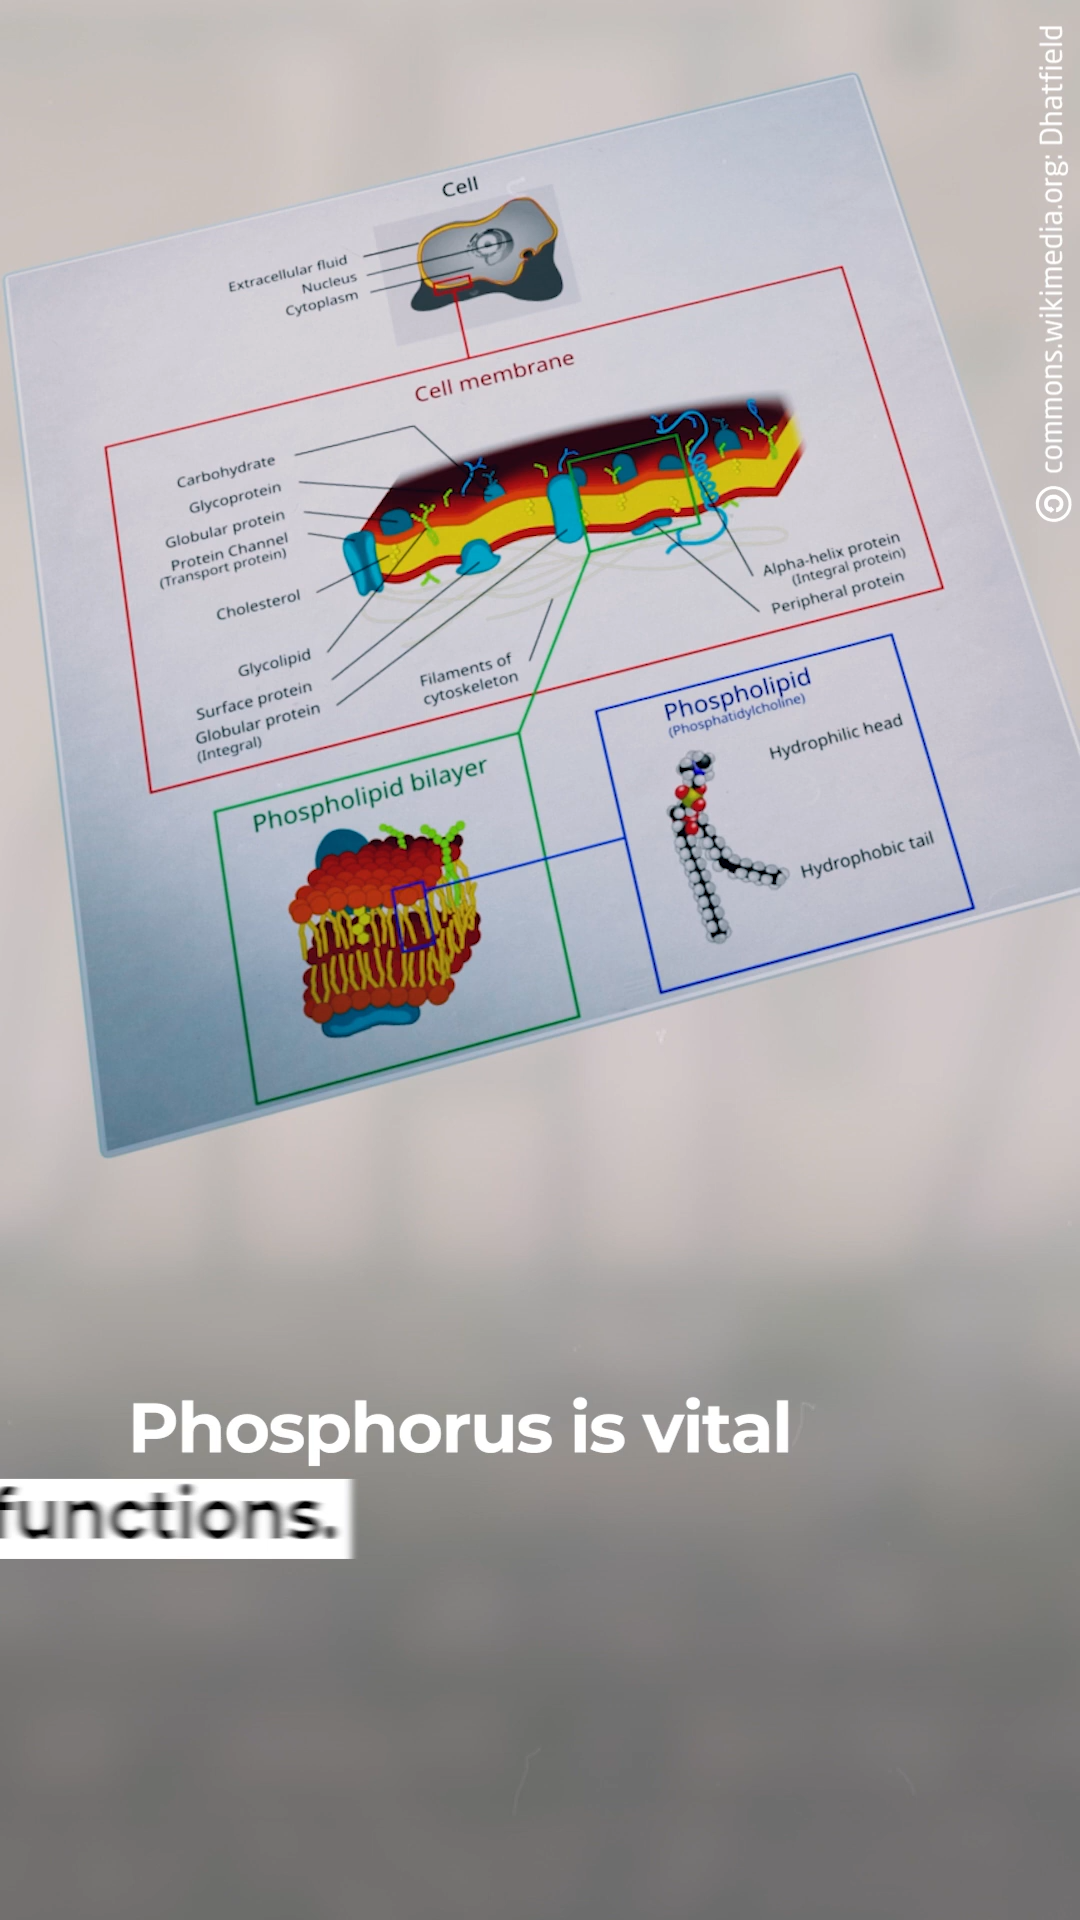 © commons.wikimedia.org: Dhatfield
Cell
Extracellular fluid
Nucleus
Cytoplasm
Cell membrane
Carbohydrate
Glycoprotein
Globular protein
Protein Channel
(Transport protein)
Cholesterol
Glycolipid
Surface protein
Globular protein
(Integral)
Filaments of
cytoskeleton
Alpha-helix protein
(Integral protein)
Peripheral protein
Phospholipid bilayer
Phospholipid
(Phosphatidylcholine)
Hydrophilic head
Hydrophobic tail
Phosphorus is vital
functions.